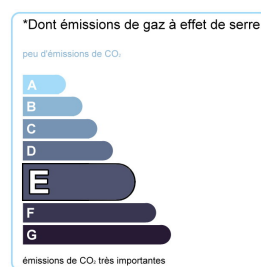 *Dont émissions de gaz à effet de serre
peu d'émissions de CO₂
A
B
C
D
E
F
G
émissions de CO₂ très importantes